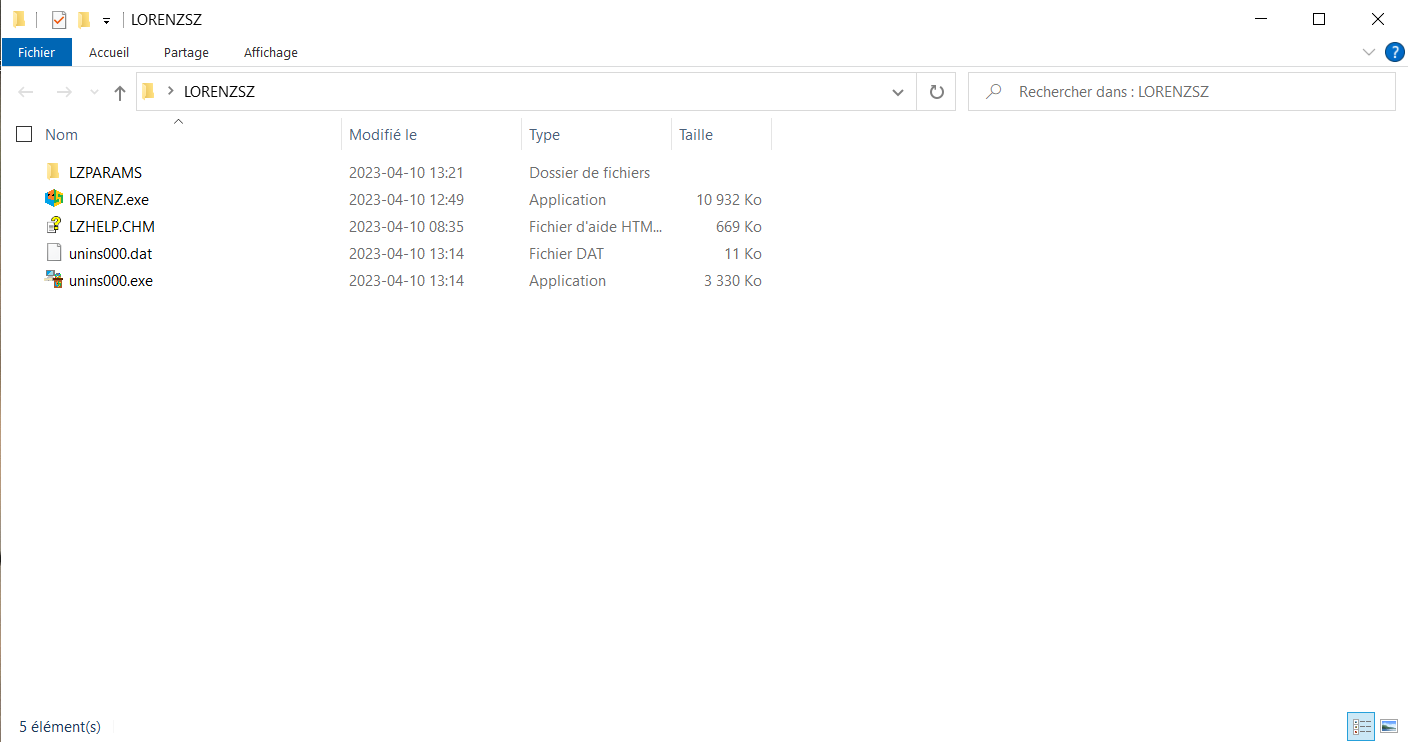 LORENZSZ
Fichier Accueil Partage Affichage ?
LORENZSZ Rechercher dans : LORENZSZ
Nom Modifié le Type Taille
LZPARAMS 2023-04-10 13:21 Dossier de fichiers
LORENZ.exe 2023-04-10 12:49 Application 10 932 Ko
LZHELP.CHM 2023-04-10 08:35 Fichier d'aide HTM... 669 Ko
unins000.dat 2023-04-10 13:14 Fichier DAT 11 Ko
unins000.exe 2023-04-10 13:14 Application 3 330 Ko
5 élément(s)